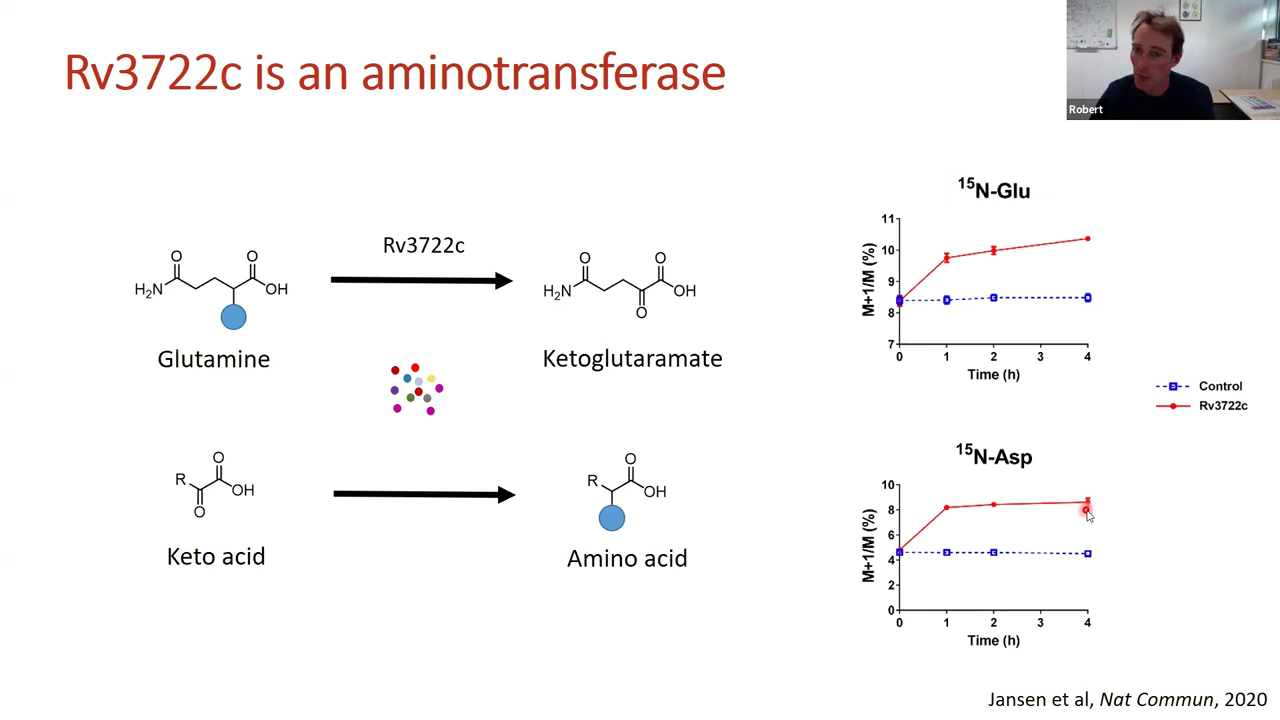 Rv3722c is an aminotransferase
Robert
Rv3722c
O
O
H₂N
OH
O
O
H₂N
OH
O
Glutamine
Ketoglutaramate
O
R
OH
O
O
R
OH
Keto acid
Amino acid
¹⁵N-Glu
M+1/M (%)
11
10
9
8
7
0 1 2 3 4
Time (h)
Control
Rv3722c
¹⁵N-Asp
M+1/M (%)
10
8
6
4
2
0
0 1 2 3 4
Time (h)
Jansen et al, Nat Commun, 2020